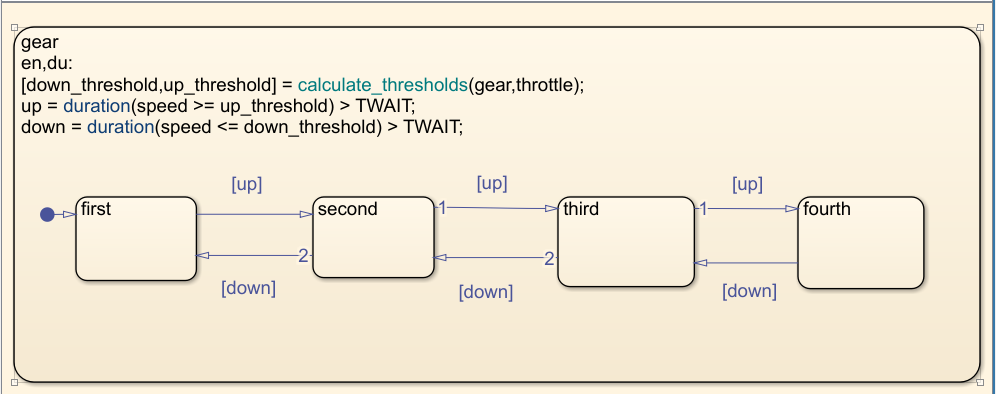 gear
en,du:
[down_threshold,up_threshold] = calculate_thresholds(gear,throttle);
up = duration(speed >= up_threshold) > TWAIT;
down = duration(speed <= down_threshold) > TWAIT;
[up]
[up]
[up]
first
second
1
third
1
fourth
2
2
[down]
[down]
[down]